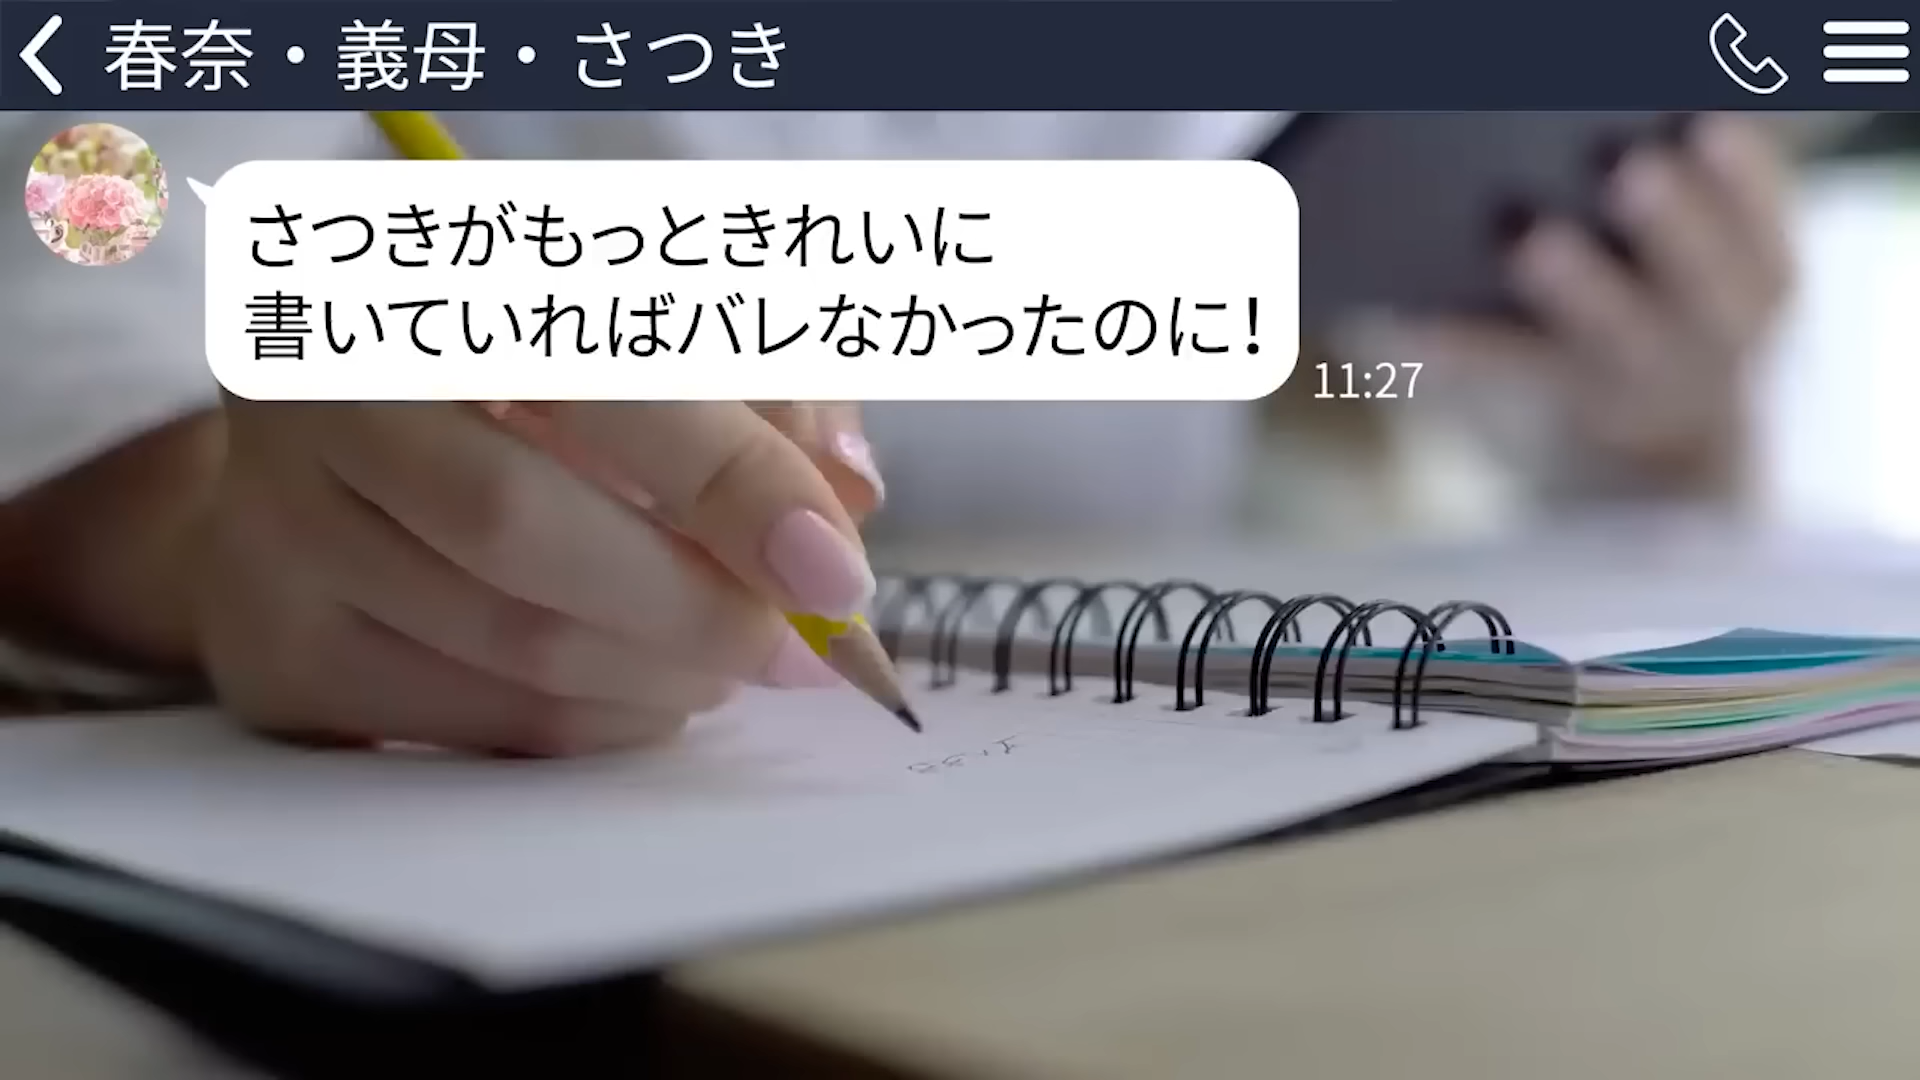 春奈・義母・さつき
さつきがもっときれいに
書いていればバレなかったのに!
11:27